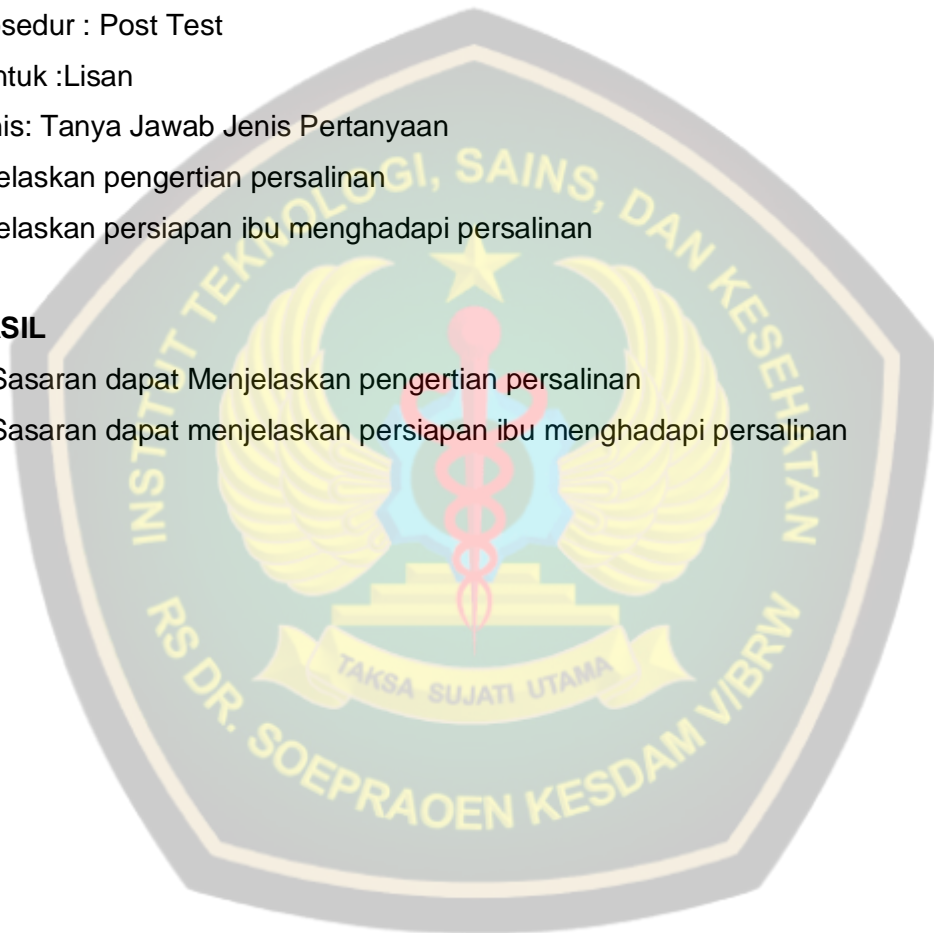 sedur : Post Test
ntuk :Lisan
nis: Tanya Jawab Jenis Pertanyaan
elaskan pengertian persalinan
elaskan persiapan ibu menghadapi persalinan
SIL
Sasaran dapat Menjelaskan pengertian persalinan
Sasaran dapat menjelaskan persiapan ibu menghadapi persalinan
INSTITUT TEKNOLOGI, SAINS, DAN KESEHATAN
TAKSA SUJATI UTAMA
RS DR. SOEPRAOEN KESDAM V/BRW